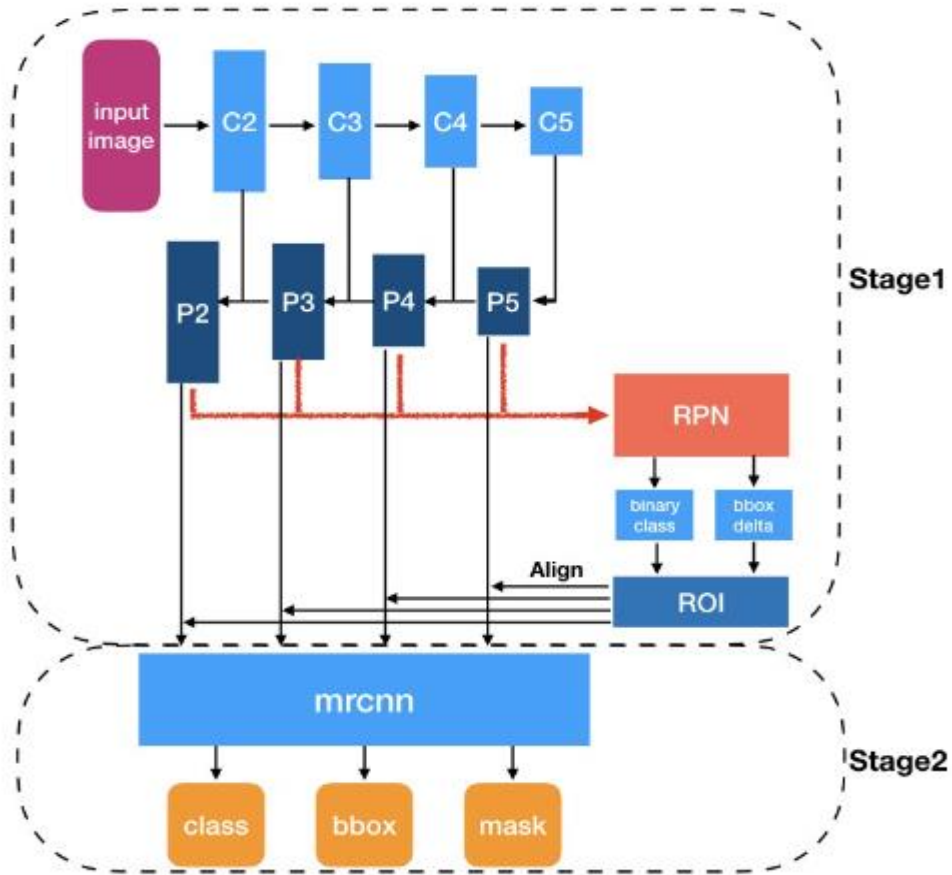 input
image
C2
C3
C4
C5
Stage1
P2
P3
P4
P5
RPN
binary
class
bbox
delta
Align
ROI
mrcnn
Stage2
class
bbox
mask